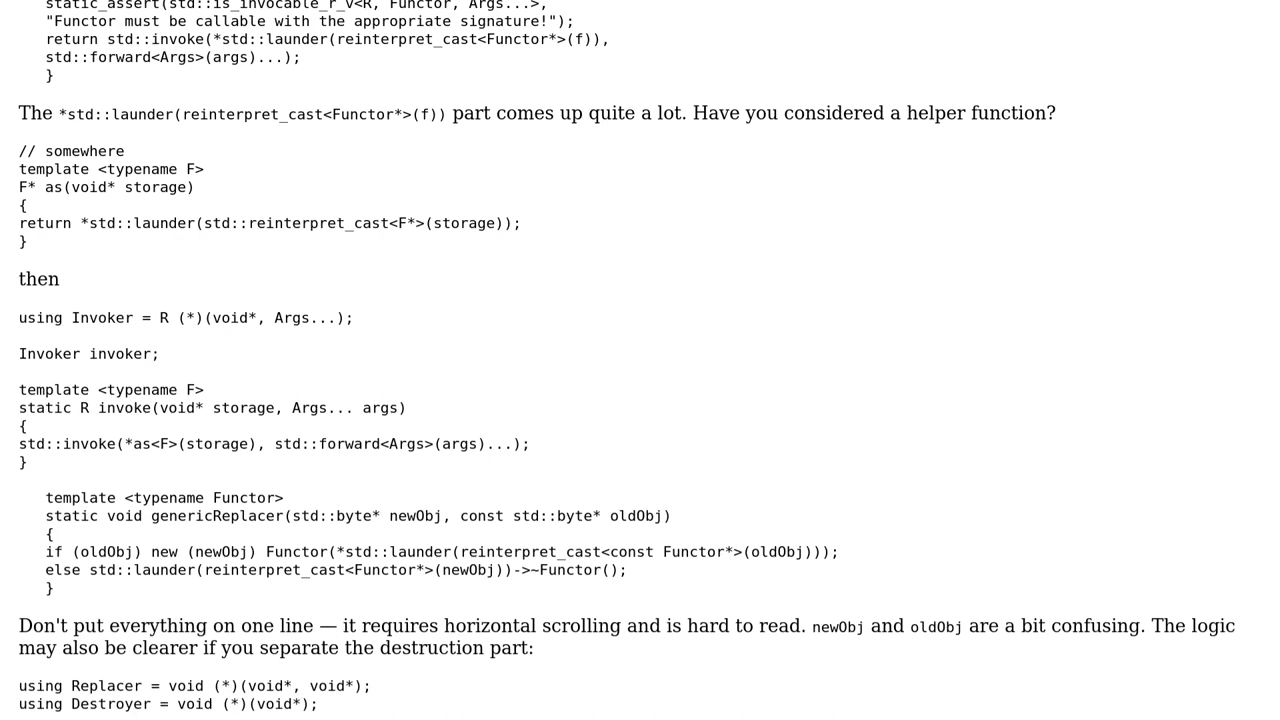 static_assert(std::is_invocable_r_v<R, Functor, Args...>,
"Functor must be callable with the appropriate signature!");
return std::invoke(*std::launder(reinterpret_cast<Functor*>(f)),
std::forward<Args>(args)...);
}
The *std::launder(reinterpret_cast<Functor*>(f)) part comes up quite a lot. Have you considered a helper function?
// somewhere
template <typename F>
F* as(void* storage)
{
return *std::launder(std::reinterpret_cast<F*>(storage));
}
then
using Invoker = R (*)(void*, Args...);
Invoker invoker;
template <typename F>
static R invoke(void* storage, Args... args)
{
std::invoke(*as<F>(storage), std::forward<Args>(args)...);
}
template <typename Functor>
static void genericReplacer(std::byte* newObj, const std::byte* oldObj)
{
if (oldObj) new (newObj) Functor(*std::launder(reinterpret_cast<const Functor*>(oldObj)));
else std::launder(reinterpret_cast<Functor*>(newObj))->~Functor();
}
Don't put everything on one line — it requires horizontal scrolling and is hard to read. newObj and oldObj are a bit confusing. The logic
may also be clearer if you separate the destruction part:
using Replacer = void (*)(void*, void*);
using Destroyer = void (*)(void*);